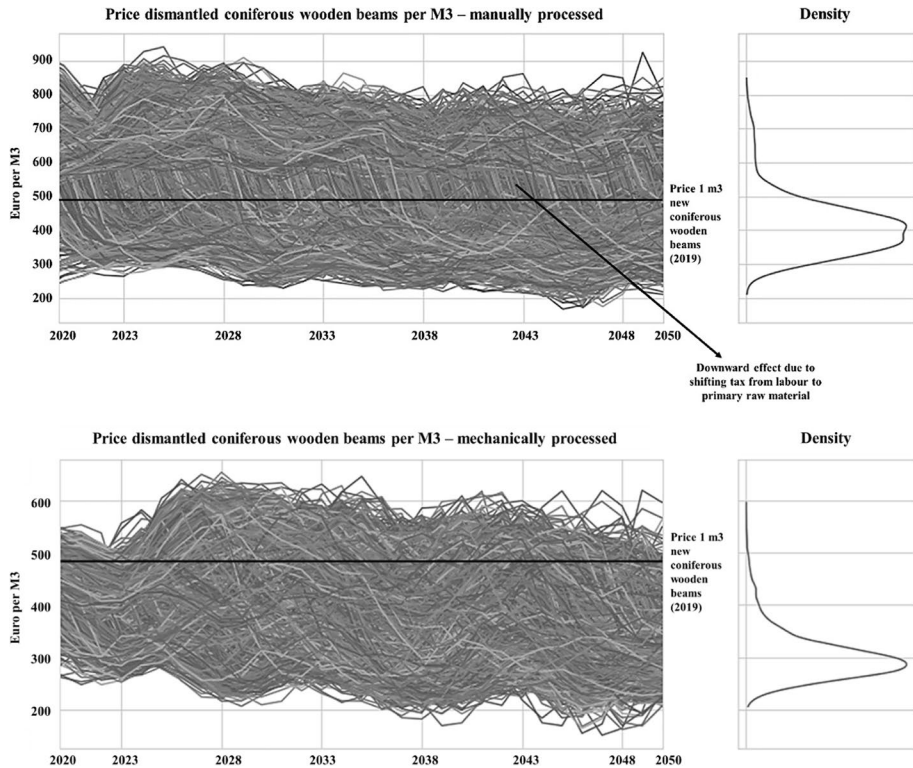 Price dismantled coniferous wooden beams per M3 – manually processed
Density
Euro per M3
900
800
700
600
500
400
300
200
2020
2023
2028
2033
2038
2043
2048
2050
Price 1 m3
new
coniferous
wooden
beams
(2019)
Downward effect due to
shifting tax from labour to
primary raw material
Price dismantled coniferous wooden beams per M3 – mechanically processed
Density
Euro per M3
600
500
400
300
200
2020
2023
2028
2033
2038
2043
2048
2050
Price 1 m3
new
coniferous
wooden
beams
(2019)